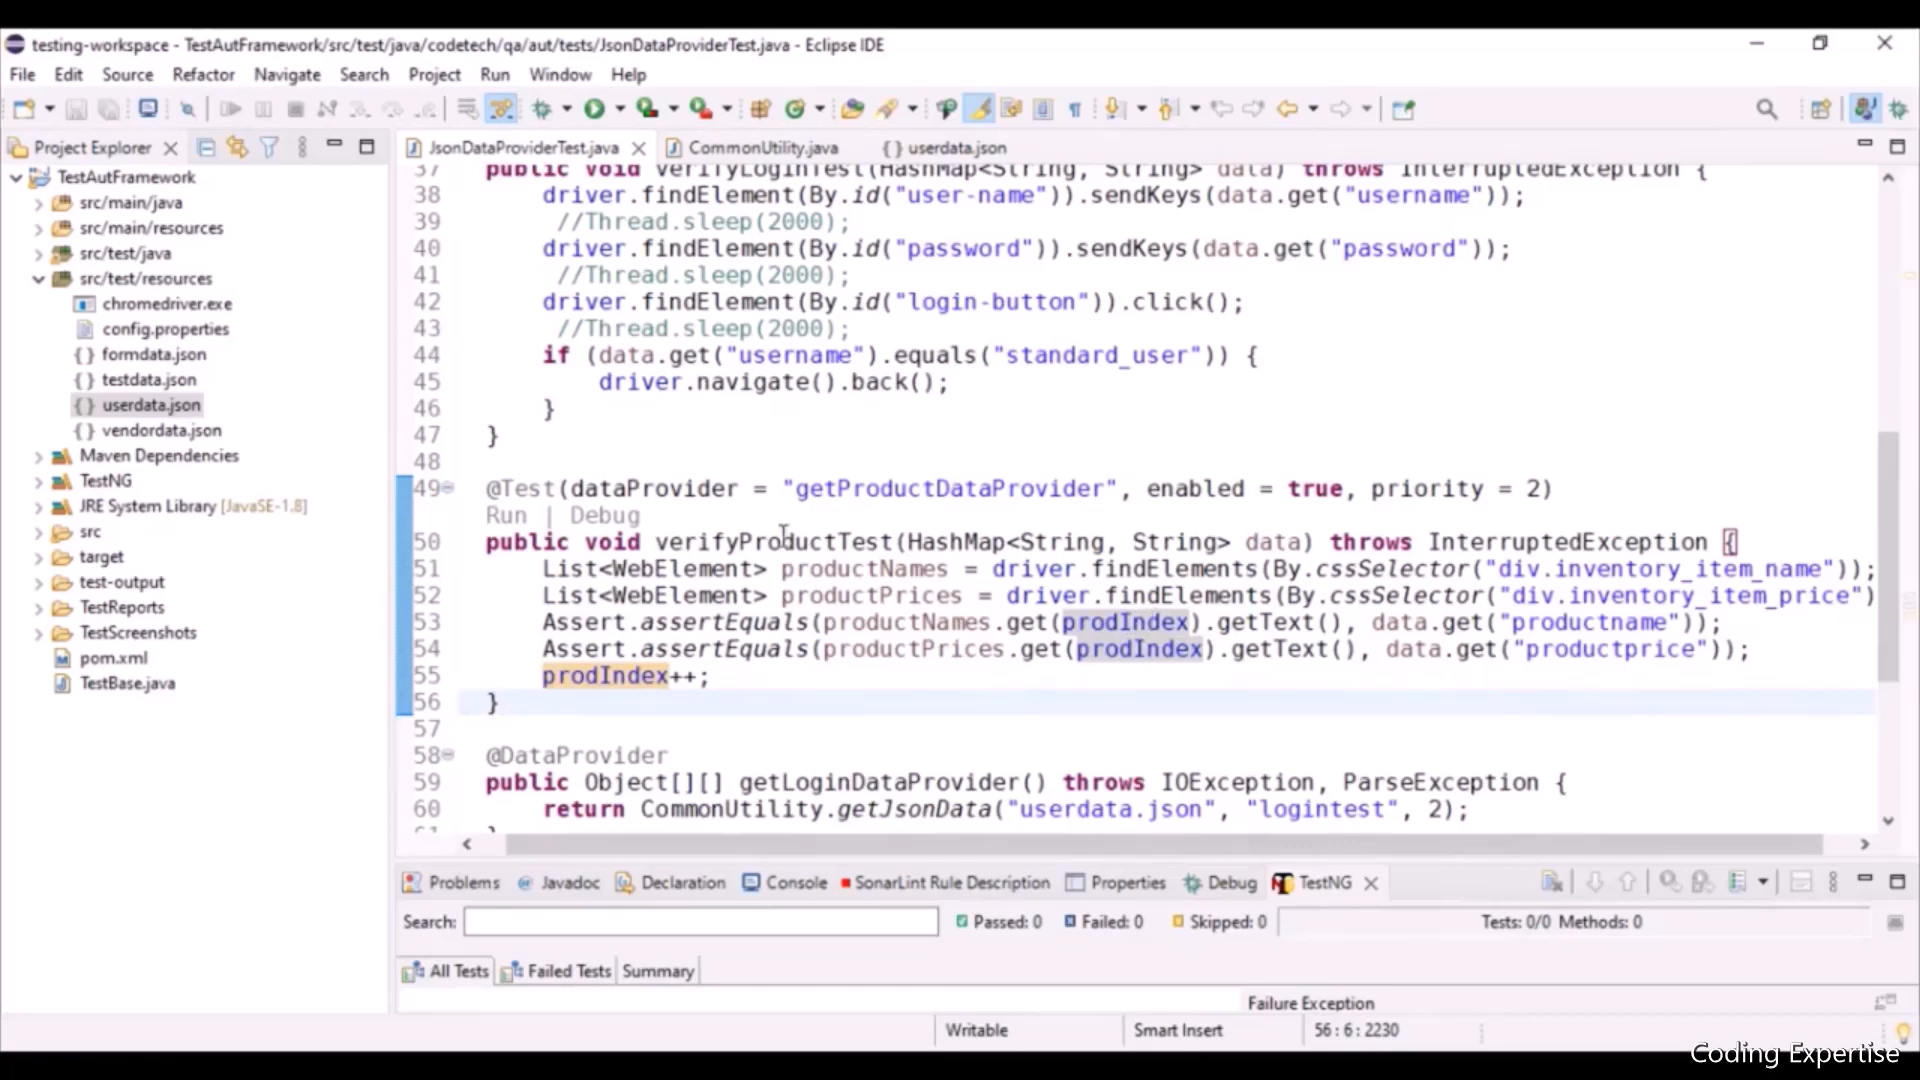 testing-workspace - TestAutFramework/src/test/java/codetech/qa/aut/tests/JsonDataProviderTest.java - Eclipse IDE
File Edit Source Refactor Navigate Search Project Run Window Help
Project Explorer
JsonDataProviderTest.java CommonUtility.java {} userdata.json
TestAutFramework
src/main/java
src/main/resources
src/test/java
src/test/resources
chromedriver.exe
config.properties
{} formdata.json
{} testdata.json
{} userdata.json
{} vendordata.json
Maven Dependencies
TestNG
JRE System Library [JavaSE-1.8]
src
target
test-output
TestReports
TestScreenshots
pom.xml
TestBase.java
37 public void verifyLoginTest(HashMap<String, String> data) throws InterruptedException {
38 driver.findElement(By.id("user-name")).sendKeys(data.get("username"));
39 //Thread.sleep(2000);
40 driver.findElement(By.id("password")).sendKeys(data.get("password"));
41 //Thread.sleep(2000);
42 driver.findElement(By.id("login-button")).click();
43 //Thread.sleep(2000);
44 if (data.get("username").equals("standard_user")) {
45 driver.navigate().back();
46 }
47 }
48
49 @Test(dataProvider = "getProductDataProvider", enabled = true, priority = 2)
Run | Debug
50 public void verifyProductTest(HashMap<String, String> data) throws InterruptedException {
51 List<WebElement> productNames = driver.findElements(By.cssSelector("div.inventory_item_name"));
52 List<WebElement> productPrices = driver.findElements(By.cssSelector("div.inventory_item_price")
53 Assert.assertEquals(productNames.get(prodIndex).getText(), data.get("productname"));
54 Assert.assertEquals(productPrices.get(prodIndex).getText(), data.get("productprice"));
55 prodIndex++;
56 }
57
58 @DataProvider
59 public Object[][] getLoginDataProvider() throws IOException, ParseException {
60 return CommonUtility.getJsonData("userdata.json", "logintest", 2);
61 }
Problems @ Javadoc Declaration Console SonarLint Rule Description Properties Debug TestNG
Search: Passed: 0 Failed: 0 Skipped: 0 Tests: 0/0 Methods: 0
All Tests Failed Tests Summary
Failure Exception
Writable Smart Insert 56 : 6 : 2230
Coding Expertise